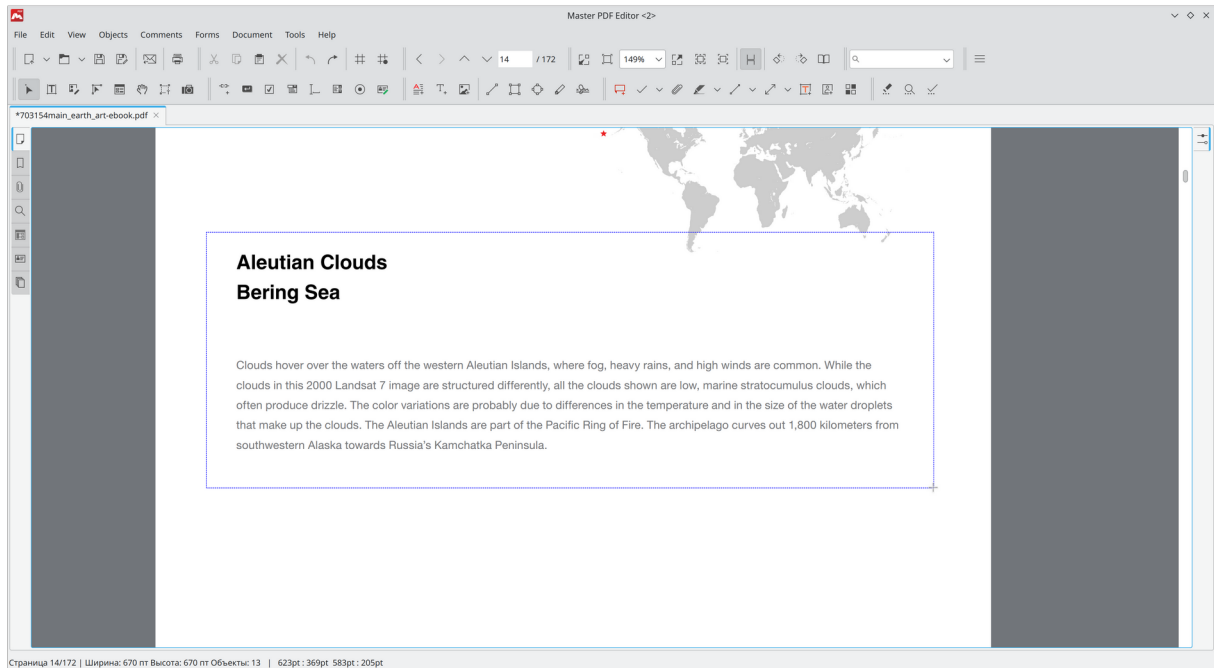 Master PDF Editor <2>
File Edit View Objects Comments Forms Document Tools Help
14 / 172 149%
*703154main_earth_art-ebook.pdf
Aleutian Clouds
Bering Sea
Clouds hover over the waters off the western Aleutian Islands, where fog, heavy rains, and high winds are common. While the
clouds in this 2000 Landsat 7 image are structured differently, all the clouds shown are low, marine stratocumulus clouds, which
often produce drizzle. The color variations are probably due to differences in the temperature and in the size of the water droplets
that make up the clouds. The Aleutian Islands are part of the Pacific Ring of Fire. The archipelago curves out 1,800 kilometers from
southwestern Alaska towards Russia's Kamchatka Peninsula.
Страница 14/172 | Ширина: 670 пт Высота: 670 пт Объекты: 13 | 623pt : 369pt 583pt : 205pt